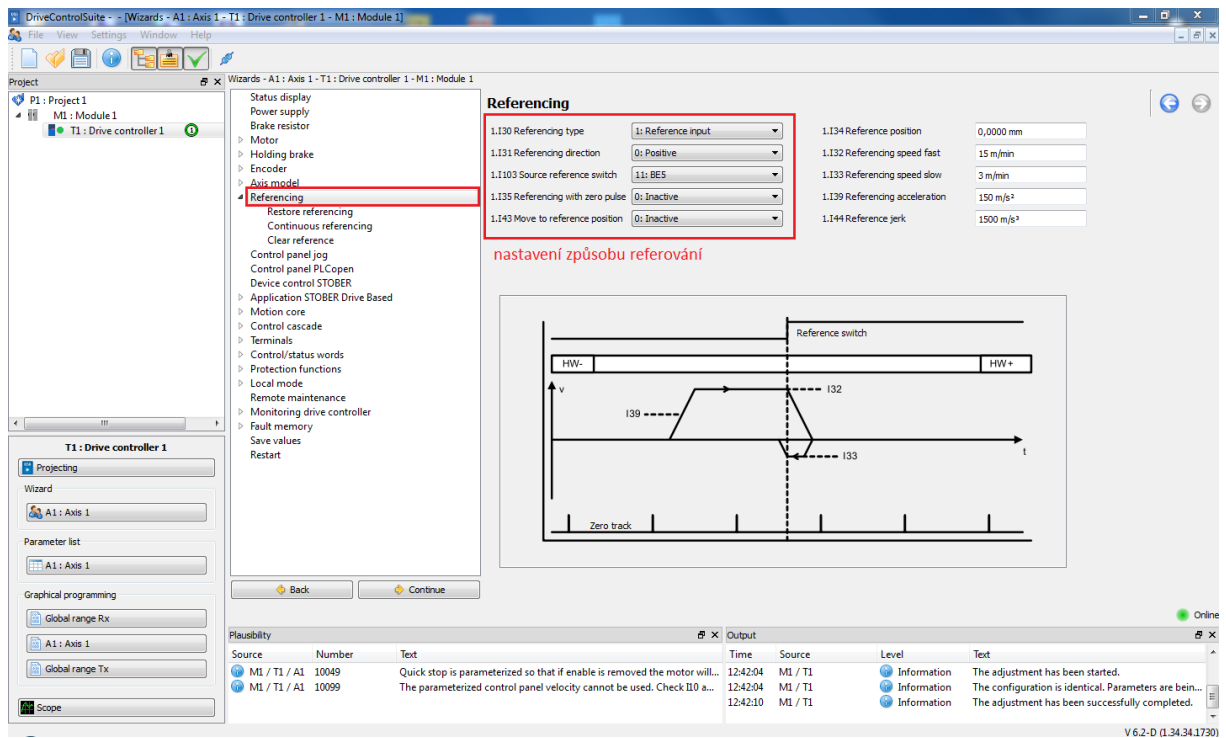 DriveControlSuite - - [Wizards - A1 : Axis 1 - T1 : Drive controller 1 - M1 : Module 1]
File View Settings Window Help
Project
P1 : Project 1
M1 : Module 1
T1 : Drive controller 1
1
T1 : Drive controller 1
Projecting
Wizard
A1 : Axis 1
Parameter list
A1 : Axis 1
Graphical programming
Global range Rx
A1 : Axis 1
Global range Tx
Scope
Wizards - A1 : Axis 1 - T1 : Drive controller 1 - M1 : Module 1
Status display
Power supply
Brake resistor
Motor
Holding brake
Encoder
Axis model
Referencing
Restore referencing
Continuous referencing
Clear reference
Control panel jog
Control panel PLCopen
Device control STOBER
Application STOBER Drive Based
Motion core
Control cascade
Terminals
Control/status words
Protection functions
Local mode
Remote maintenance
Monitoring drive controller
Fault memory
Save values
Restart
Back Continue
Referencing
1.I30 Referencing type 1: Reference input
1.I31 Referencing direction 0: Positive
1.I103 Source reference switch 11: BE5
1.I35 Referencing with zero pulse 0: Inactive
1.I43 Move to reference position 0: Inactive
1.I34 Reference position 0,0000 mm
1.I32 Referencing speed fast 15 m/min
1.I33 Referencing speed slow 3 m/min
1.I39 Referencing acceleration 150 m/s²
1.I44 Reference jerk 1500 m/s³
nastavení způsobu referování
Reference switch
HW- HW+
v
I32
I39
I33
t
Zero track
Online
Plausibility
Source Number Text
M1 / T1 / A1 10049 Quick stop is parameterized so that if enable is removed the motor will...
M1 / T1 / A1 10099 The parameterized control panel velocity cannot be used. Check I10 a...
Output
Time Source Level Text
12:42:04 M1 / T1 Information The adjustment has been started.
12:42:04 M1 / T1 Information The configuration is identical. Parameters are bein...
12:42:10 M1 / T1 Information The adjustment has been successfully completed.
V 6.2-D (1.34.34.1730)